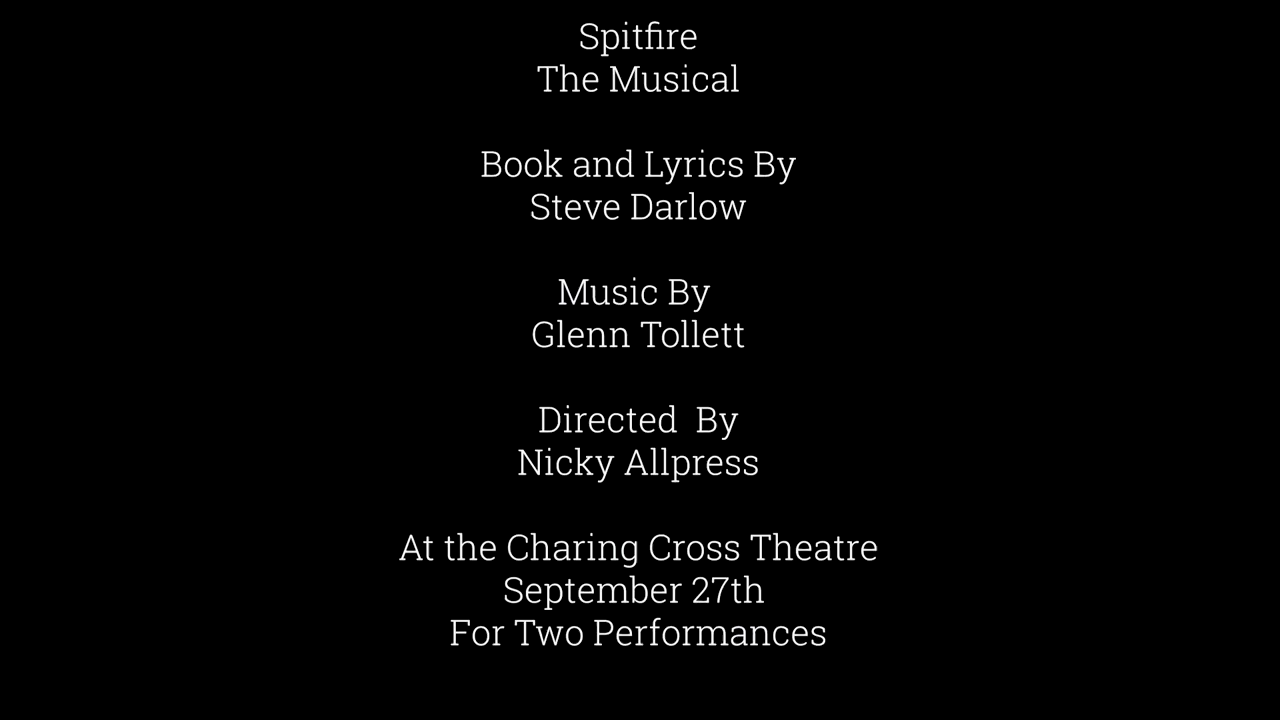 Spitfire
The Musical
Book and Lyrics By
Steve Darlow
Music By
Glenn Tollett
Directed  By
Nicky Allpress
At the Charing Cross Theatre
September 27th
For Two Performances